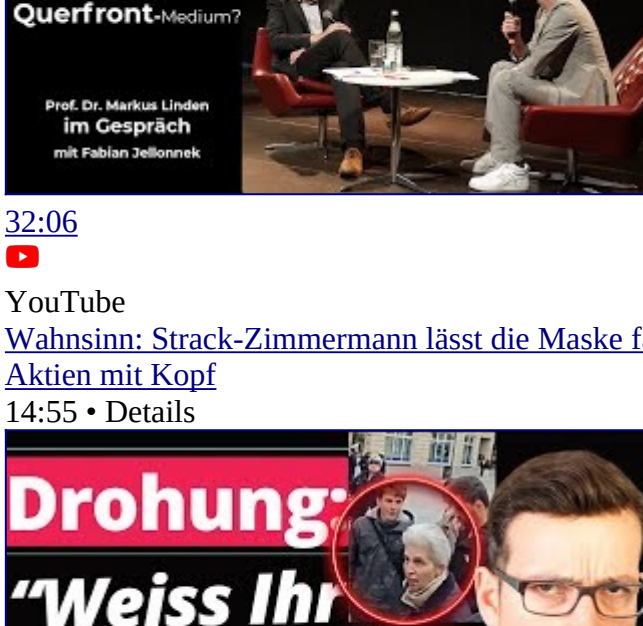 Querfront-Medium?
Prof. Dr. Markus Linden
im Gespräch
mit Fabian Jellonnek
32:06
YouTube
Wahnsinn: Strack-Zimmermann lässt die Maske
Aktien mit Kopf
14:55 • Details
Drohung:
"Weiss Ihr